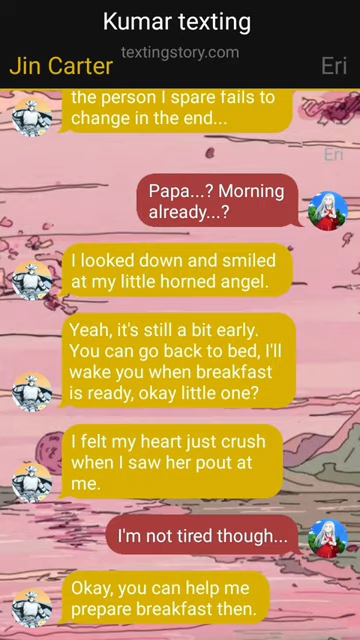 Kumar texting
textingstory.com
Jin Carter
Eri
the person I spare fails to
change in the end...
Eri
Papa...? Morning
already...?
I looked down and smiled
at my little horned angel.
Yeah, it's still a bit early.
You can go back to bed, I'll
wake you when breakfast
is ready, okay little one?
I felt my heart just crush
when I saw her pout at
me.
I'm not tired though...
Okay, you can help me
prepare breakfast then.